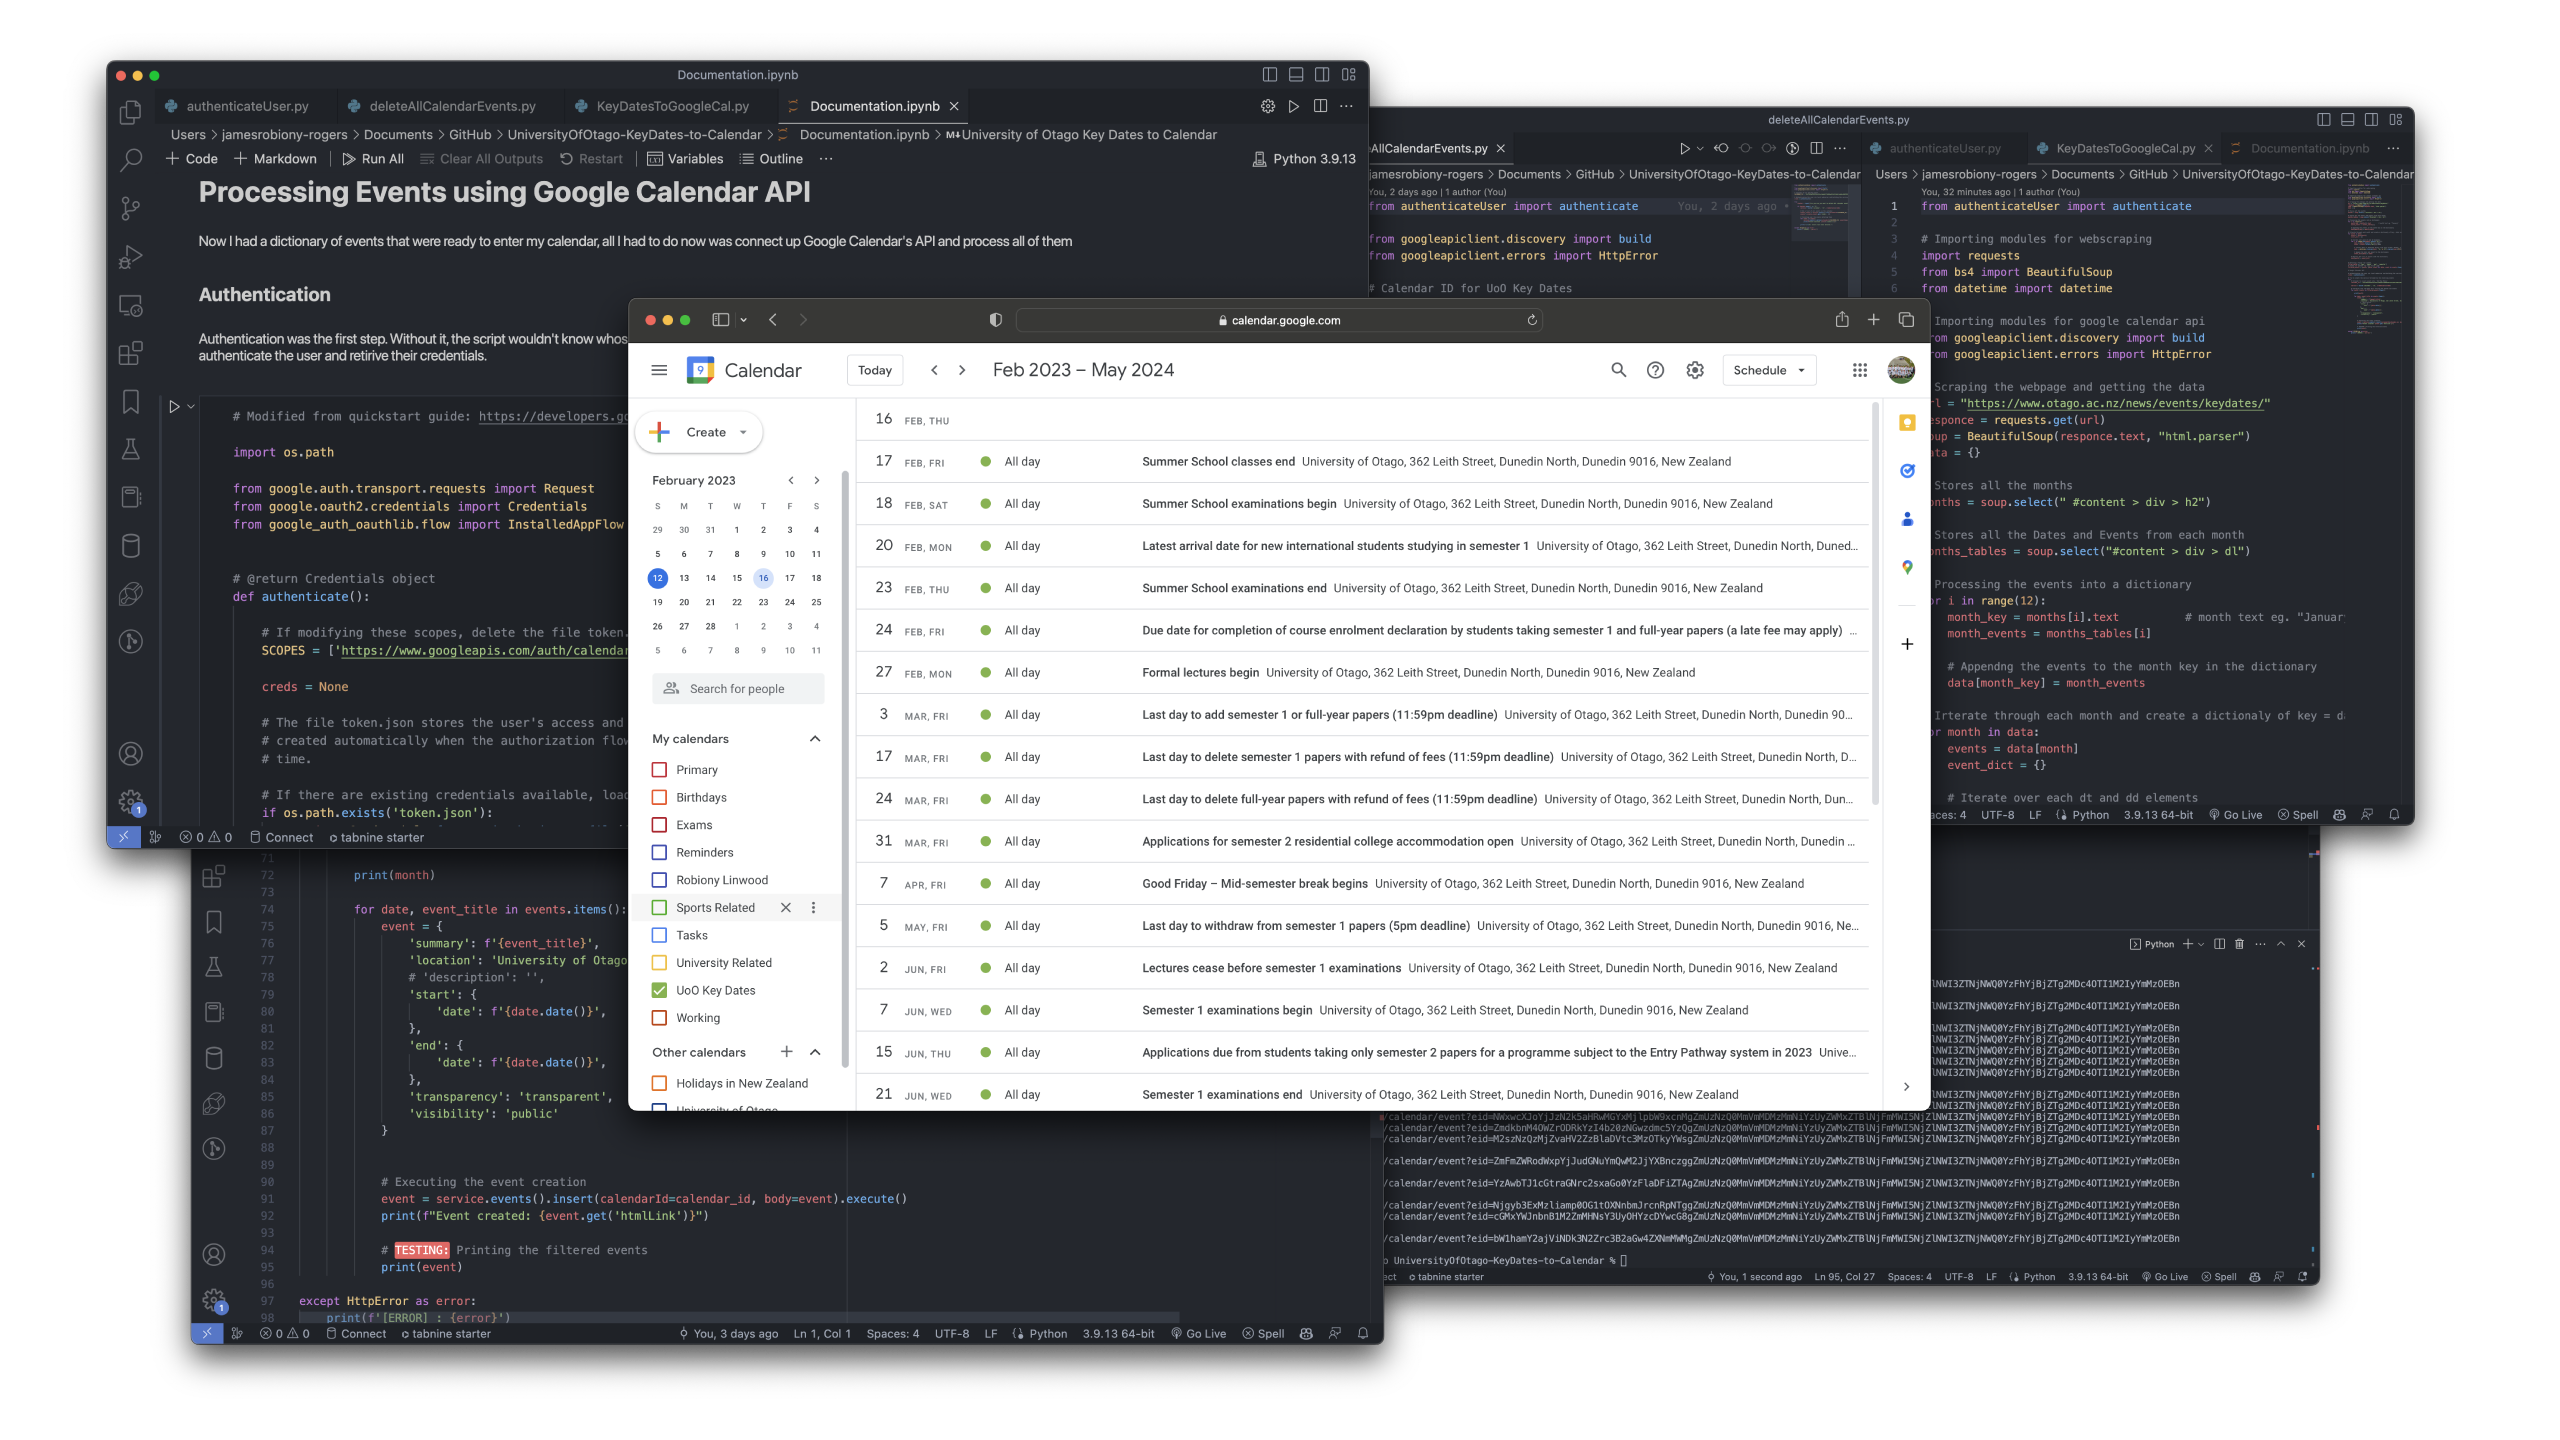 Documentation.ipynb
authenticateUser.py
deleteAllCalendarEvents.py
KeyDatesToGoogleCal.py
Documentation.ipynb
Users > jamesrobiony-rogers > Documents > GitHub > UniversityOfOtago-KeyDates-to-Calendar > Documentation.ipynb > M↓University of Otago Key Dates to Calendar
+ Code + Markdown Run All Clear All Outputs Restart Variables Outline ...
Python 3.9.13
Processing Events using Google Calendar API
Now I had a dictionary of events that were ready to enter my calendar, all I had to do now was connect up Google Calendar's API and process all of them
Authentication
Authentication was the first step. Without it, the script wouldn't know whos
authenticate the user and retirive their credentials.
# Modified from quickstart guide: https://developers.go
import os.path
from google.auth.transport.requests import Request
from google.oauth2.credentials import Credentials
from google_auth_oauthlib.flow import InstalledAppFlow
# @return Credentials object
def authenticate():
# If modifying these scopes, delete the file token.
SCOPES = ['https://www.googleapis.com/auth/calendar
creds = None
# The file token.json stores the user's access and
# created automatically when the authorization flow
# time.
# If there are existing credentials available, load
if os.path.exists('token.json'):
1
0 0 Connect tabnine starter
deleteAllCalendarEvents.py
AllCalendarEvents.py
authenticateUser.py
KeyDatesToGoogleCal.py
Documentation.ipynb
jamesrobiony-rogers > Documents > GitHub > UniversityOfOtago-KeyDates-to-Calendar
You, 2 days ago | 1 author (You)
from authenticateUser import authenticate You, 2 days ago •
from googleapiclient.discovery import build
from googleapiclient.errors import HttpError
# Calendar ID for UoO Key Dates
Users > jamesrobiony-rogers > Documents > GitHub > UniversityOfOtago-KeyDates-to-Calendar
You, 32 minutes ago | 1 author (You)
1 from authenticateUser import authenticate
2
3 # Importing modules for webscraping
4 import requests
5 from bs4 import BeautifulSoup
6 from datetime import datetime
Importing modules for google calendar api
om googleapiclient.discovery import build
om googleapiclient.errors import HttpError
Scraping the webpage and getting the data
rl = "https://www.otago.ac.nz/news/events/keydates/"
sponce = requests.get(url)
up = BeautifulSoup(responce.text, "html.parser")
ta = {}
Stores all the months
nths = soup.select(" #content > div > h2")
Stores all the Dates and Events from each month
nths_tables = soup.select("#content > div > dl")
Processing the events into a dictionary
r i in range(12):
month_key = months[i].text # month text eg. "Januar
month_events = months_tables[i]
# Appendng the events to the month key in the dictionary
data[month_key] = month_events
Irterate through each month and create a dictionaly of key = d
r month in data:
events = data[month]
event_dict = {}
# Iterate over each dt and dd elements
aces: 4 UTF-8 LF Python 3.9.13 64-bit Go Live Spell
calendar.google.com
Calendar
Today
Feb 2023 – May 2024
Schedule
Create
February 2023
S M T W T F S
29 30 31 1 2 3 4
5 6 7 8 9 10 11
12 13 14 15 16 17 18
19 20 21 22 23 24 25
26 27 28 1 2 3 4
5 6 7 8 9 10 11
Search for people
My calendars
Primary
Birthdays
Exams
Reminders
Robiony Linwood
Sports Related
Tasks
University Related
UoO Key Dates
Working
Other calendars
Holidays in New Zealand
University of Otago
16 FEB, THU
17 FEB, FRI All day Summer School classes end University of Otago, 362 Leith Street, Dunedin North, Dunedin 9016, New Zealand
18 FEB, SAT All day Summer School examinations begin University of Otago, 362 Leith Street, Dunedin North, Dunedin 9016, New Zealand
20 FEB, MON All day Latest arrival date for new international students studying in semester 1 University of Otago, 362 Leith Street, Dunedin North, Duned...
23 FEB, THU All day Summer School examinations end University of Otago, 362 Leith Street, Dunedin North, Dunedin 9016, New Zealand
24 FEB, FRI All day Due date for completion of course enrolment declaration by students taking semester 1 and full-year papers (a late fee may apply) ...
27 FEB, MON All day Formal lectures begin University of Otago, 362 Leith Street, Dunedin North, Dunedin 9016, New Zealand
3 MAR, FRI All day Last day to add semester 1 or full-year papers (11:59pm deadline) University of Otago, 362 Leith Street, Dunedin North, Dunedin 90...
17 MAR, FRI All day Last day to delete semester 1 papers with refund of fees (11:59pm deadline) University of Otago, 362 Leith Street, Dunedin North, D...
24 MAR, FRI All day Last day to delete full-year papers with refund of fees (11:59pm deadline) University of Otago, 362 Leith Street, Dunedin North, Dun...
31 MAR, FRI All day Applications for semester 2 residential college accommodation open University of Otago, 362 Leith Street, Dunedin North, Dunedin ...
7 APR, FRI All day Good Friday – Mid-semester break begins University of Otago, 362 Leith Street, Dunedin North, Dunedin 9016, New Zealand
5 MAY, FRI All day Last day to withdraw from semester 1 papers (5pm deadline) University of Otago, 362 Leith Street, Dunedin North, Dunedin 9016, Ne...
2 JUN, FRI All day Lectures cease before semester 1 examinations University of Otago, 362 Leith Street, Dunedin North, Dunedin 9016, New Zealand
7 JUN, WED All day Semester 1 examinations begin University of Otago, 362 Leith Street, Dunedin North, Dunedin 9016, New Zealand
15 JUN, THU All day Applications due from students taking only semester 2 papers for a programme subject to the Entry Pathway system in 2023 Unive...
21 JUN, WED All day Semester 1 examinations end University of Otago, 362 Leith Street, Dunedin North, Dunedin 9016, New Zealand
71
72 print(month)
73
74 for date, event_title in events.items():
75 event = {
76 'summary': f'{event_title}',
77 'location': 'University of Otago
78 # 'description': '',
79 'start': {
80 'date': f'{date.date()}',
81 },
82 'end': {
83 'date': f'{date.date()}',
84 },
85 'transparency': 'transparent',
86 'visibility': 'public'
87 }
88
89
90 # Executing the event creation
91 event = service.events().insert(calendarId=calendar_id, body=event).execute()
92 print(f"Event created: {event.get('htmlLink')}")
93
94 # TESTING: Printing the filtered events
95 print(event)
96
97 except HttpError as error:
98 print(f'[ERROR] : {error}')
1
0 0 Connect tabnine starter
You, 3 days ago Ln 1, Col 1 Spaces: 4 UTF-8 LF Python 3.9.13 64-bit Go Live Spell
Python
UniversityOfOtago-KeyDates-to-Calendar %
tabnine starter
You, 1 second ago Ln 95, Col 27 Spaces: 4 UTF-8 LF Python 3.9.13 64-bit Go Live Spell